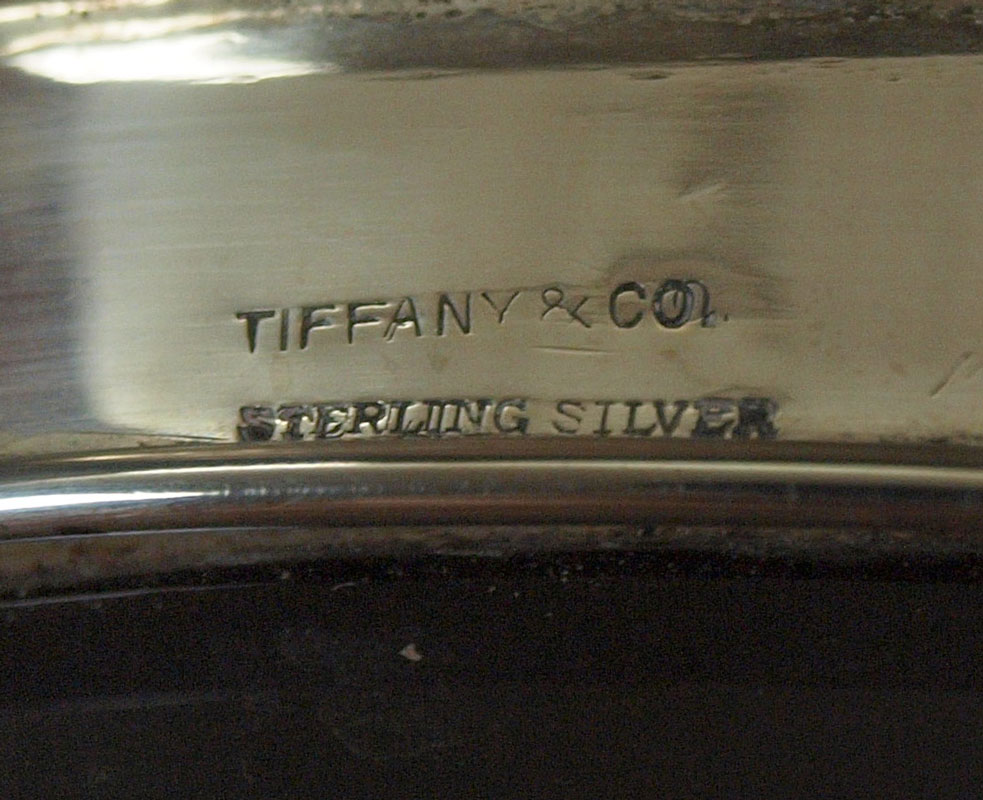 TIFFANY & CO.
STERLING SILVER